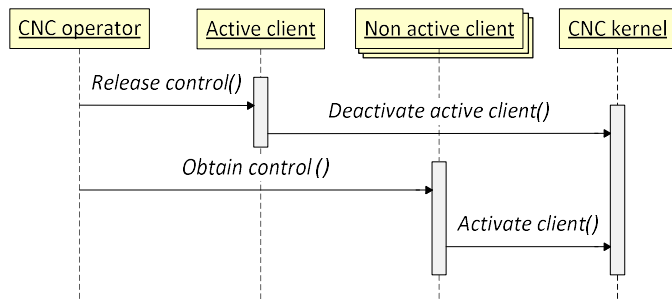 CNC operator
Active client
Non active client
CNC kernel
Release control()
Deactivate active client()
Obtain control ()
Activate client()